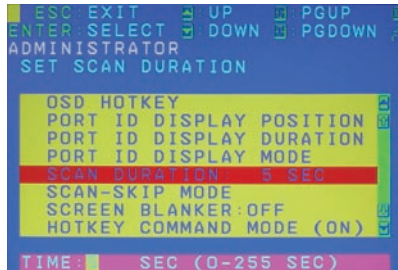 ESC:EXIT :UP :PGUP
ENTER:SELECT :DOWN :PGDOWN
ADMINISTRATOR
SET SCAN DURATION
OSD HOTKEY
PORT ID DISPLAY POSITION
PORT ID DISPLAY DURATION
PORT ID DISPLAY MODE
SCAN DURATION: 5 SEC
SCAN-SKIP MODE
SCREEN BLANKER:OFF
HOTKEY COMMAND MODE (ON)
TIME: SEC (0-255 SEC)